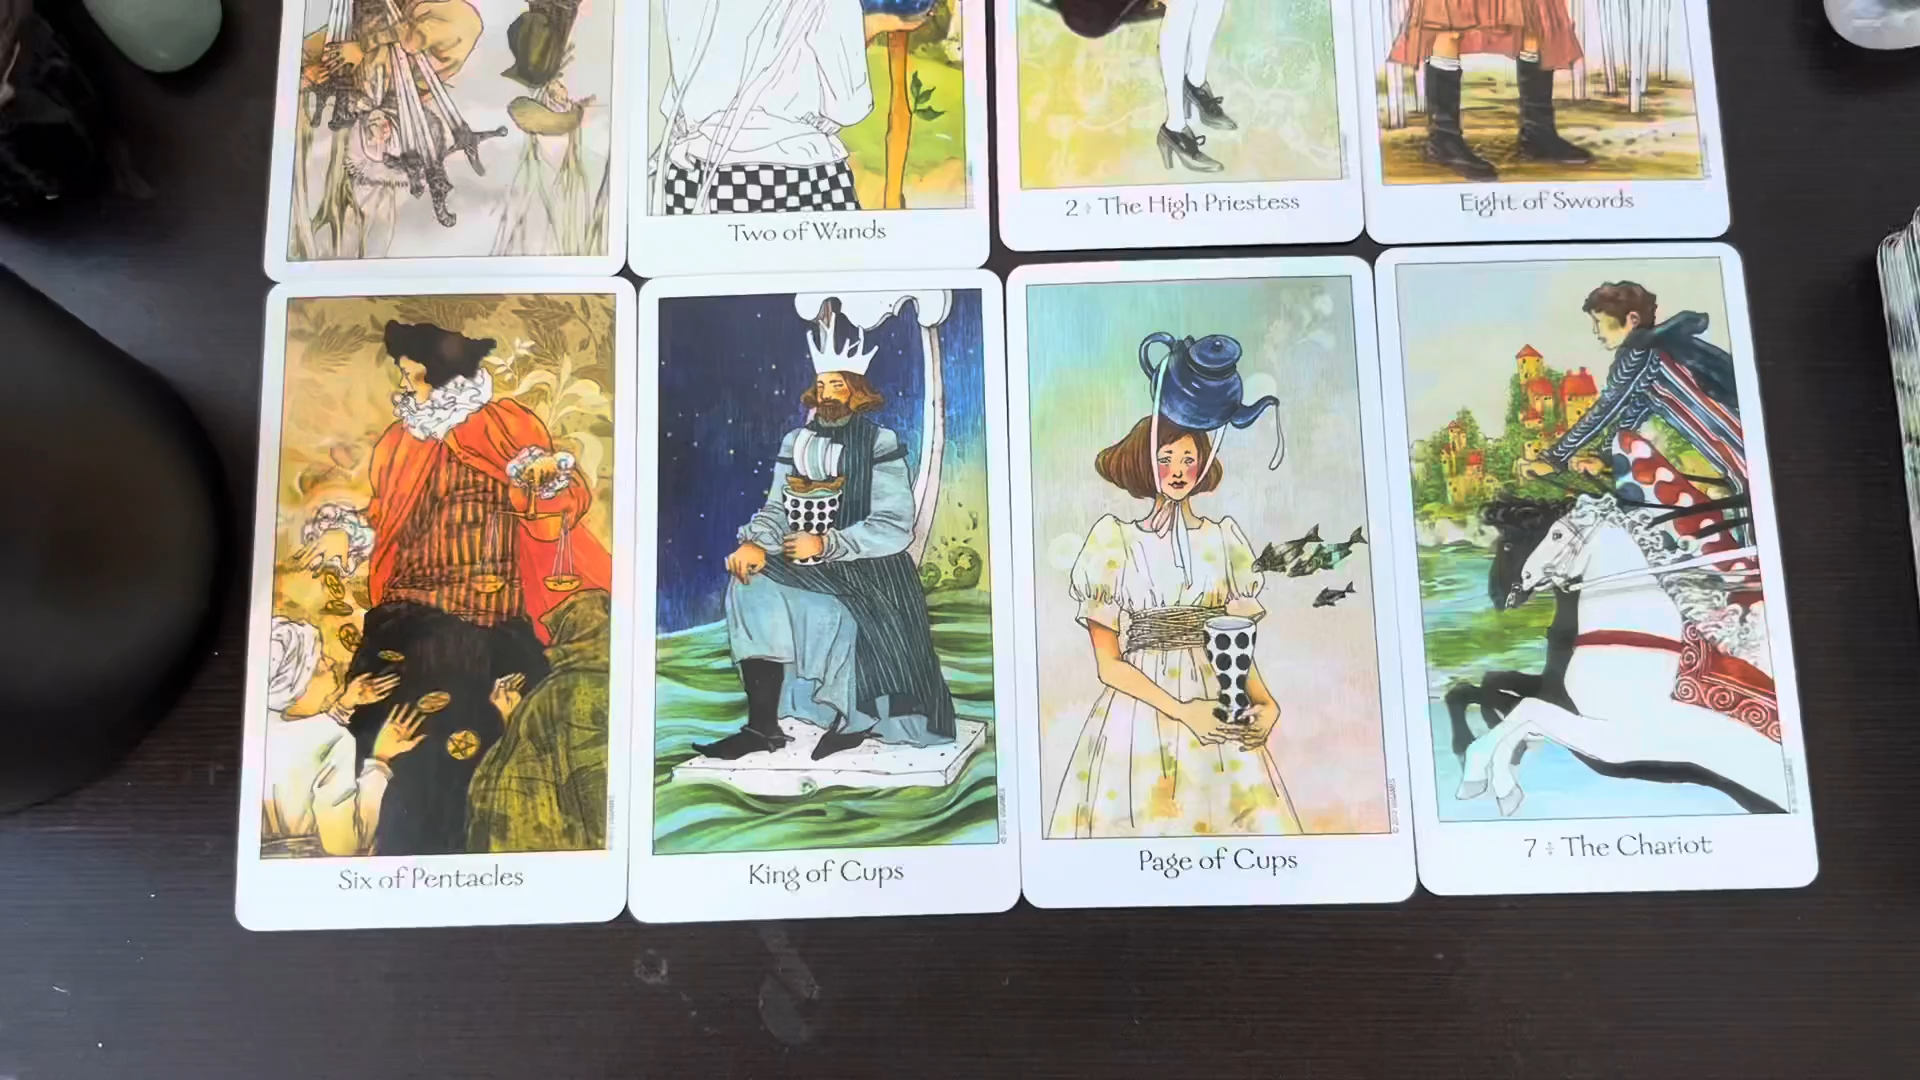 Two of Wands
2 ÷ The High Priestess
Eight of Swords
Six of Pentacles
King of Cups
Page of Cups
7 ÷ The Chariot